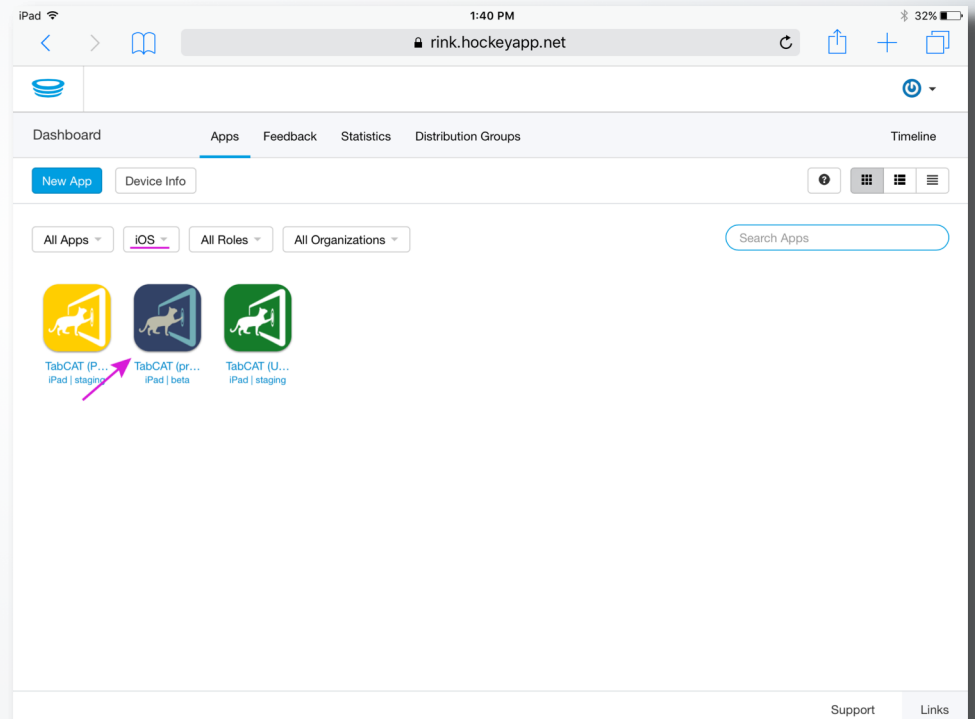 iPad 1:40 PM 32%
rink.hockeyapp.net
Dashboard Apps Feedback Statistics Distribution Groups Timeline
New App Device Info ?
All Apps iOS All Roles All Organizations Search Apps
TabCAT (P... TabCAT (pr... TabCAT (U...
iPad | staging iPad | beta iPad | staging
Support Links